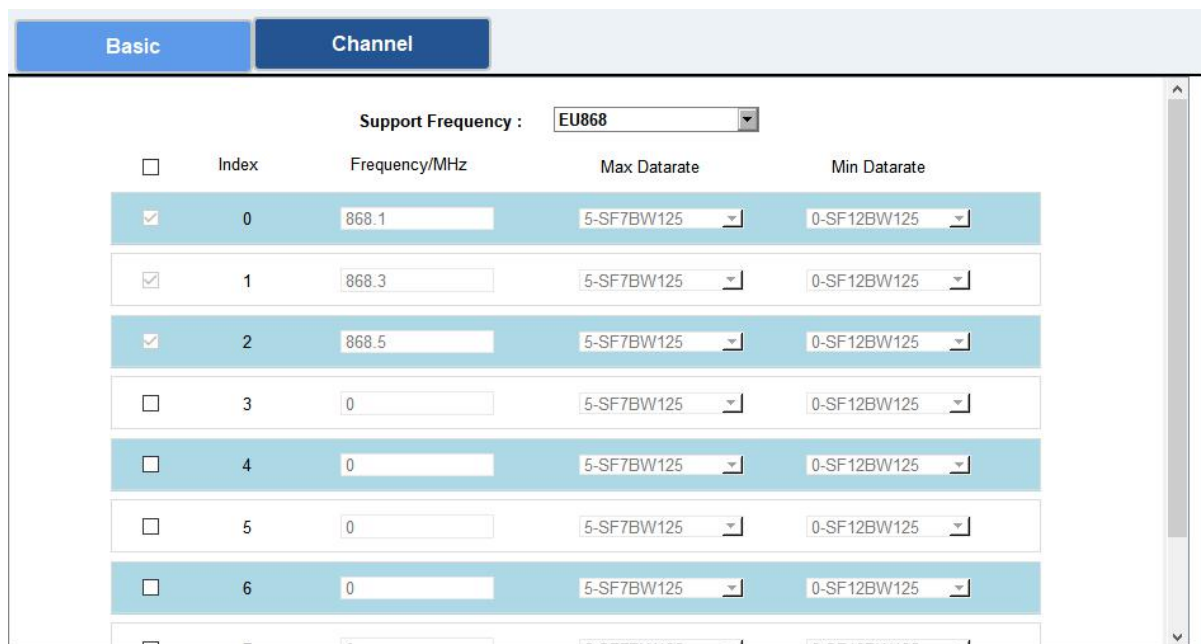 Basic Channel
Support Frequency : EU868
Index Frequency/MHz Max Datarate Min Datarate
0 868.1 5-SF7BW125 0-SF12BW125
1 868.3 5-SF7BW125 0-SF12BW125
2 868.5 5-SF7BW125 0-SF12BW125
3 0 5-SF7BW125 0-SF12BW125
4 0 5-SF7BW125 0-SF12BW125
5 0 5-SF7BW125 0-SF12BW125
6 0 5-SF7BW125 0-SF12BW125